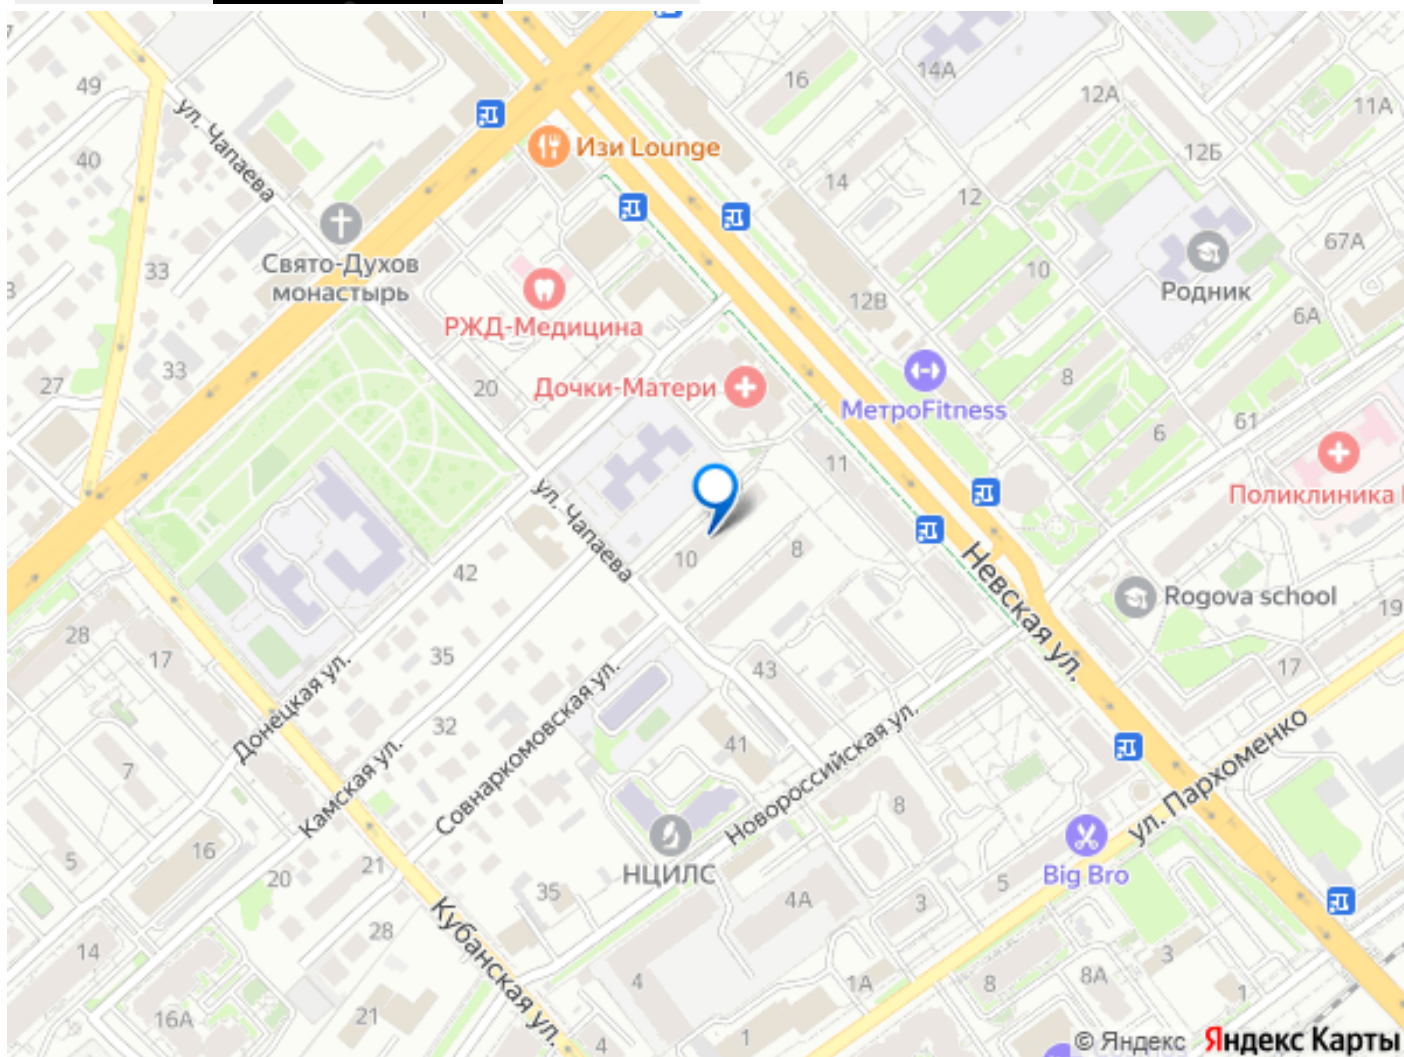 49
ул. Чапаева
16
14А
12А
11А
Изи Lounge
40
12Б
14
12
Свято-Духов
монастырь
33
10
67А
Родник
РЖД-Медицина
12В
6А
27
33
20
Дочки-Матери
МетроFitness
8
61
6
11
Поликлиника
ул. Чапаева
10
8
42
Невская ул.
Rogova school
19
28
17
35
43
17
Донецкая ул.
Совнаркомовская ул.
32
41
Новороссийская ул.
7
Камская ул.
8
ул. Пархоменко
16
5
20
21
НЦИЛС
35
4А
3
5
Big Bro
Кубанская ул.
28
14
4
1А
8
8А
3
1
16А
21
4
1
© Яндекс Яндекс Карты